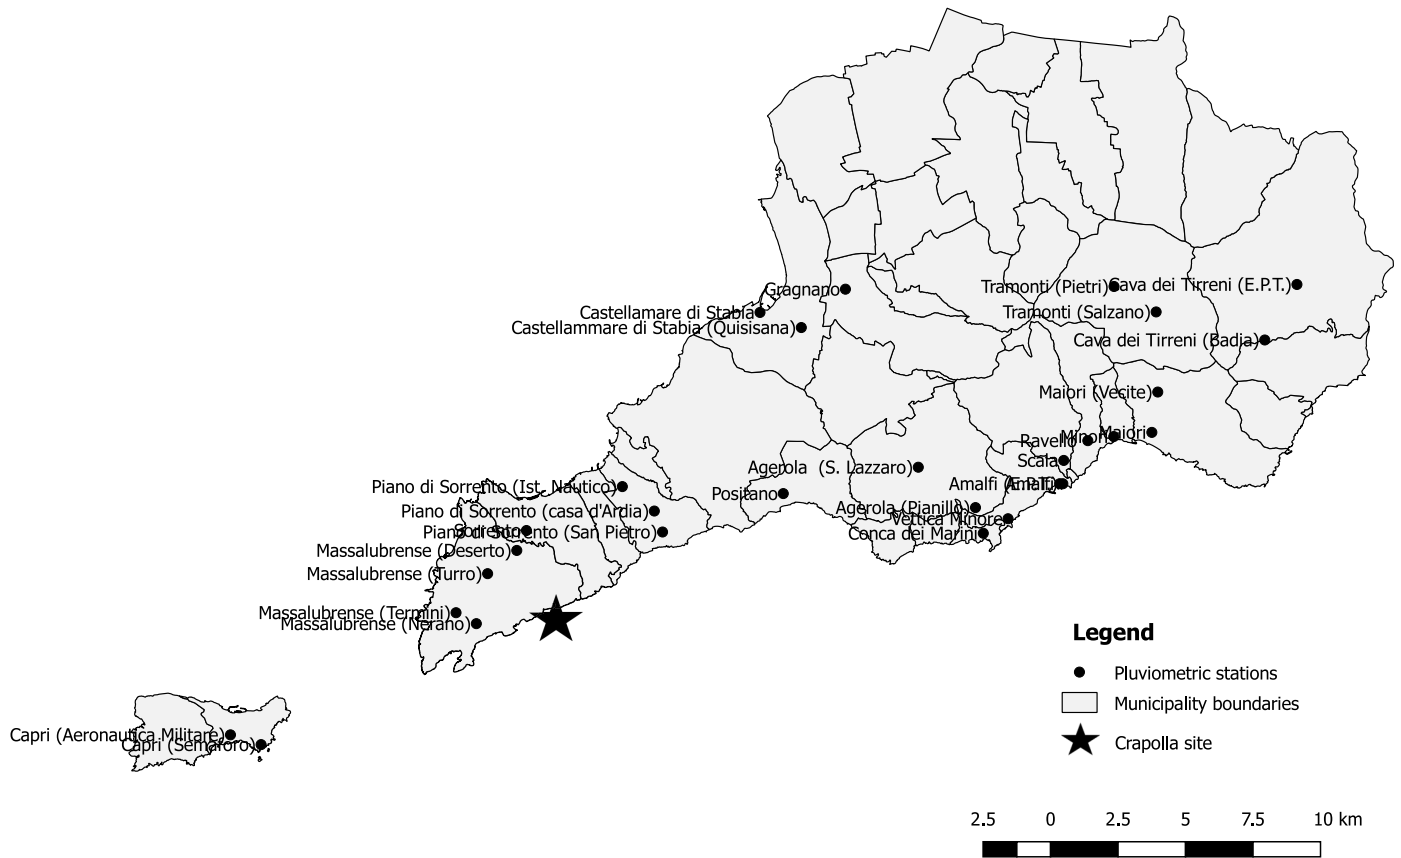 Gragnano
Tramonti (Pietri)
Cava dei Tirreni (E.P.T.)
Castellamare di Stabia
Tramonti (Salzano)
Castellammare di Stabia (Quisisana)
Cava dei Tirreni (Badia)
Maiori (Vecite)
Ravello
Minori
Maiori
Scala
Agerola (S. Lazzaro)
Amalfi (E.P.T.)
Amalfi
Piano di Sorrento (Ist. Nautico)
Positano
Agerola (Pianillo)
Piano di Sorrento (casa d'Ardia)
Vettica Minore
Sorrento
Piano di Sorrento (San Pietro)
Conca dei Marini
Massalubrense (Deserto)
Massalubrense (Turro)
Massalubrense (Termini)
Massalubrense (Nerano)
Legend
Pluviometric stations
Municipality boundaries
Crapolla site
Capri (Aeronautica Militare)
Capri (Semaforo)
2.5 0 2.5 5 7.5 10 km